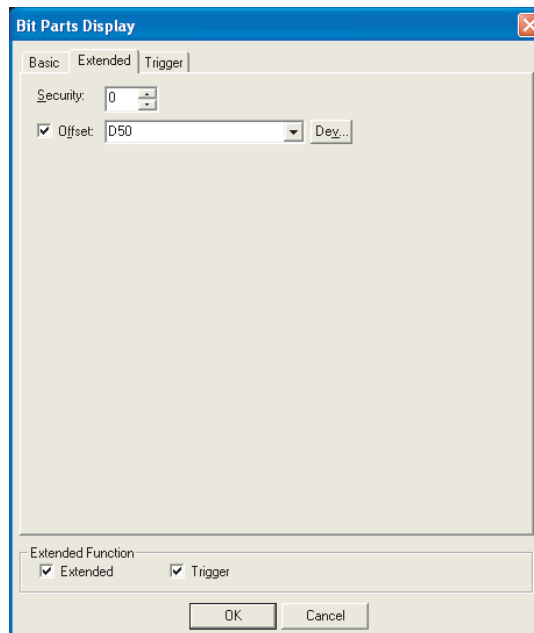 Bit Parts Display
Basic Extended Trigger
Security: 0
Offset: D50 Dev...
Extended Function
Extended Trigger
OK Cancel